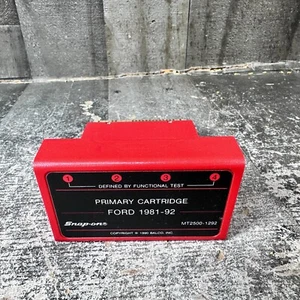 1 2 3 4
DEFINED BY FUNCTIONAL TEST
PRIMARY CARTRIDGE
FORD 1981-92
Snap-on MT2500-1292
COPYRIGHT © 1990 BALCO, INC.